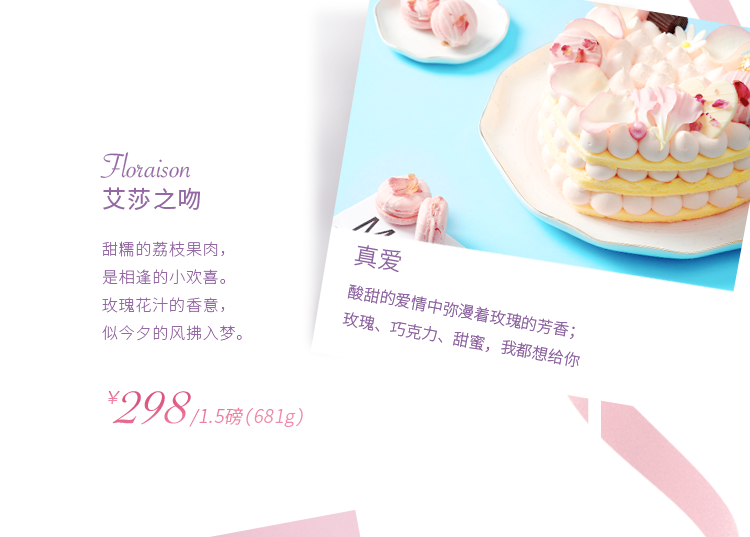 Floraison
艾莎之吻
甜糯的荔枝果肉，
是相逢的小欢喜。
玫瑰花汁的香意，
似今夕的风拂入梦。
¥298/1.5磅(681g)
真爱
酸甜的爱情中弥漫着玫瑰的芳香；
玫瑰、巧克力、甜蜜，我都想给你